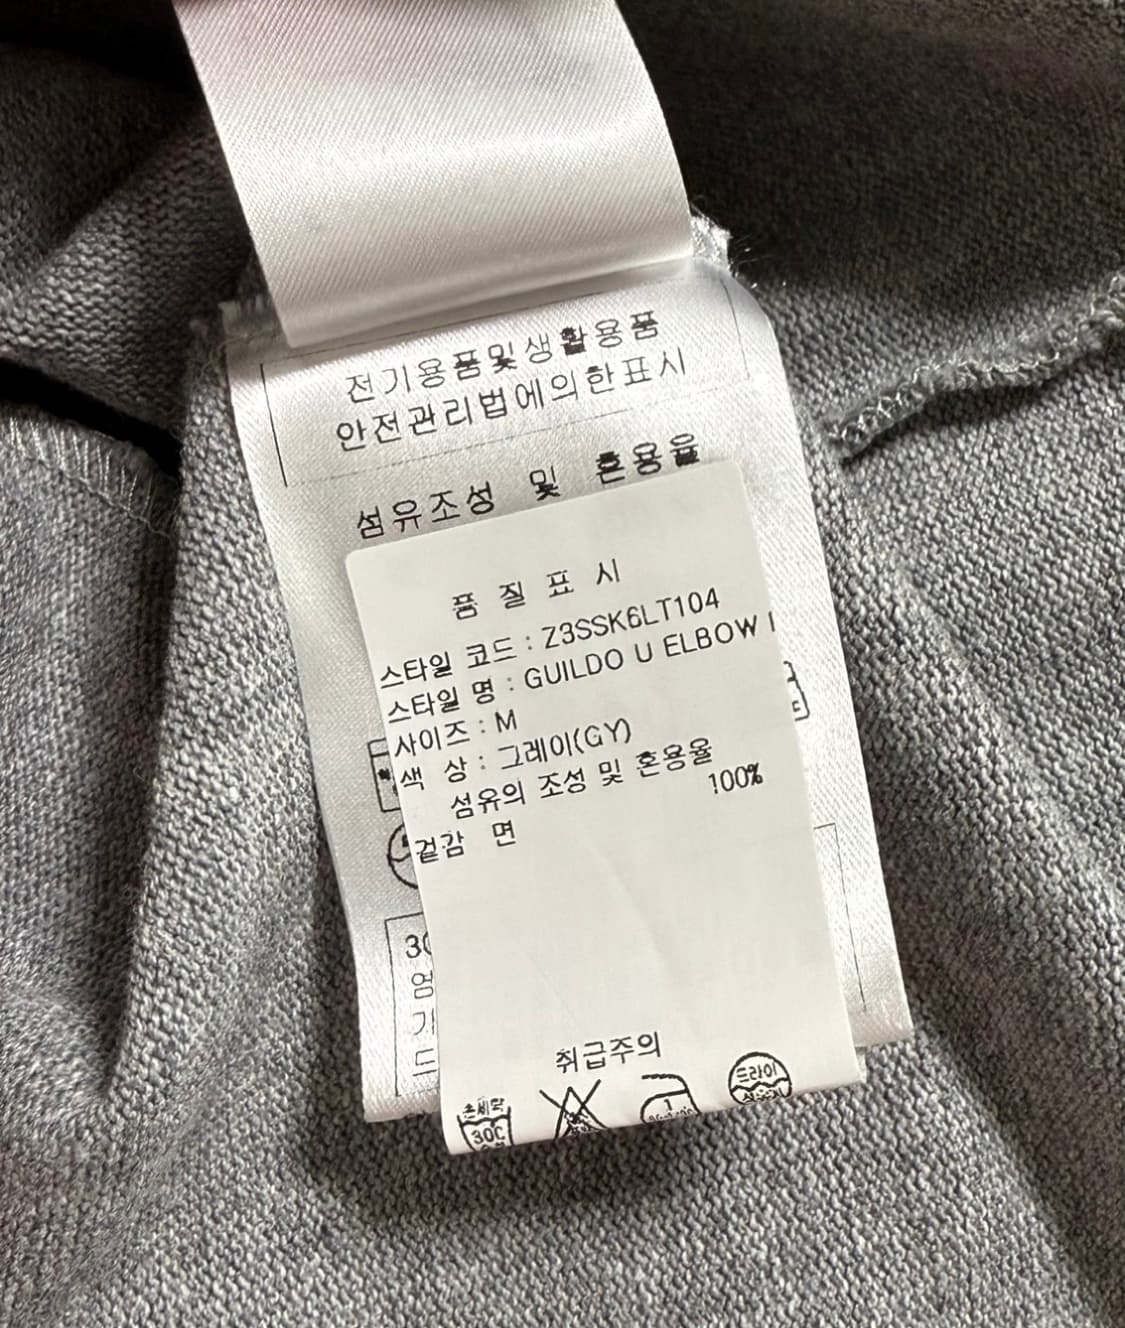 전기용품및생활용품
안전관리법에의한표시
섬유조성 및 혼용율
품 질 표 시
스타일 코드 : Z3SSK6LT104
스타일 명 : GUILDO U ELBOW
사이즈 : M
색 상 : 그레이(GY)
섬유의 조성 및 혼용율
겉감 면 100%
취급주의
손세탁
30C
드라이